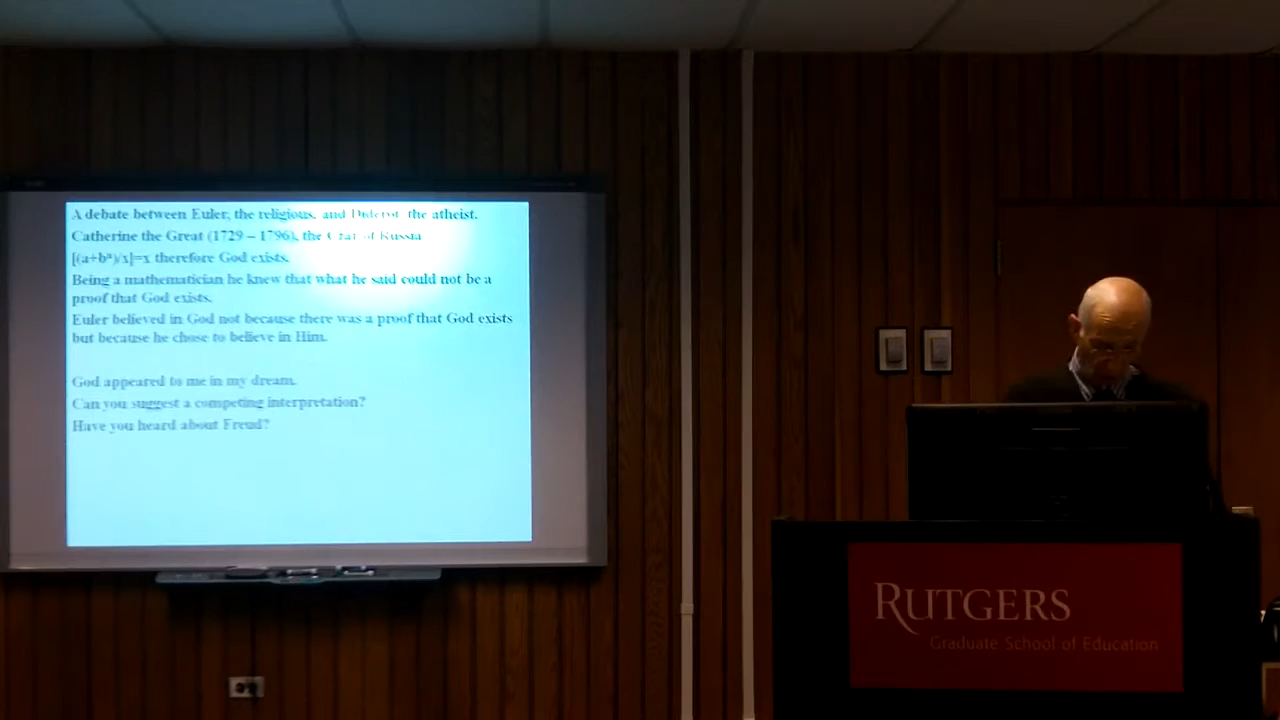 A debate between Euler, the religious, and Diderot, the atheist.
Catherine the Great (1729 – 1796), the Czar of Russia.
[(a+bⁿ)/x]=x therefore God exists.
Being a mathematician he knew that what he said could not be a
proof that God exists.
Euler believed in God not because there was a proof that God exists
but because he chose to believe in Him.
God appeared to me in my dream.
Can you suggest a competing interpretation?
Have you heard about Freud?
RUTGERS
Graduate School of Education